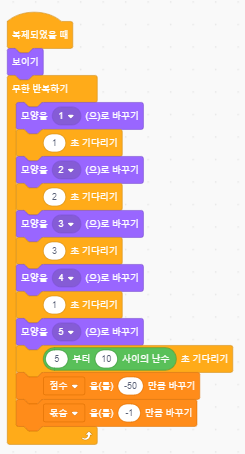 복제되었을 때
보이기
무한 반복하기
모양을 1 (으)로 바꾸기
1 초 기다리기
모양을 2 (으)로 바꾸기
2 초 기다리기
모양을 3 (으)로 바꾸기
3 초 기다리기
모양을 4 (으)로 바꾸기
1 초 기다리기
모양을 5 (으)로 바꾸기
5 부터 10 사이의 난수 초 기다리기
점수 을(를) -50 만큼 바꾸기
목숨 을(를) -1 만큼 바꾸기